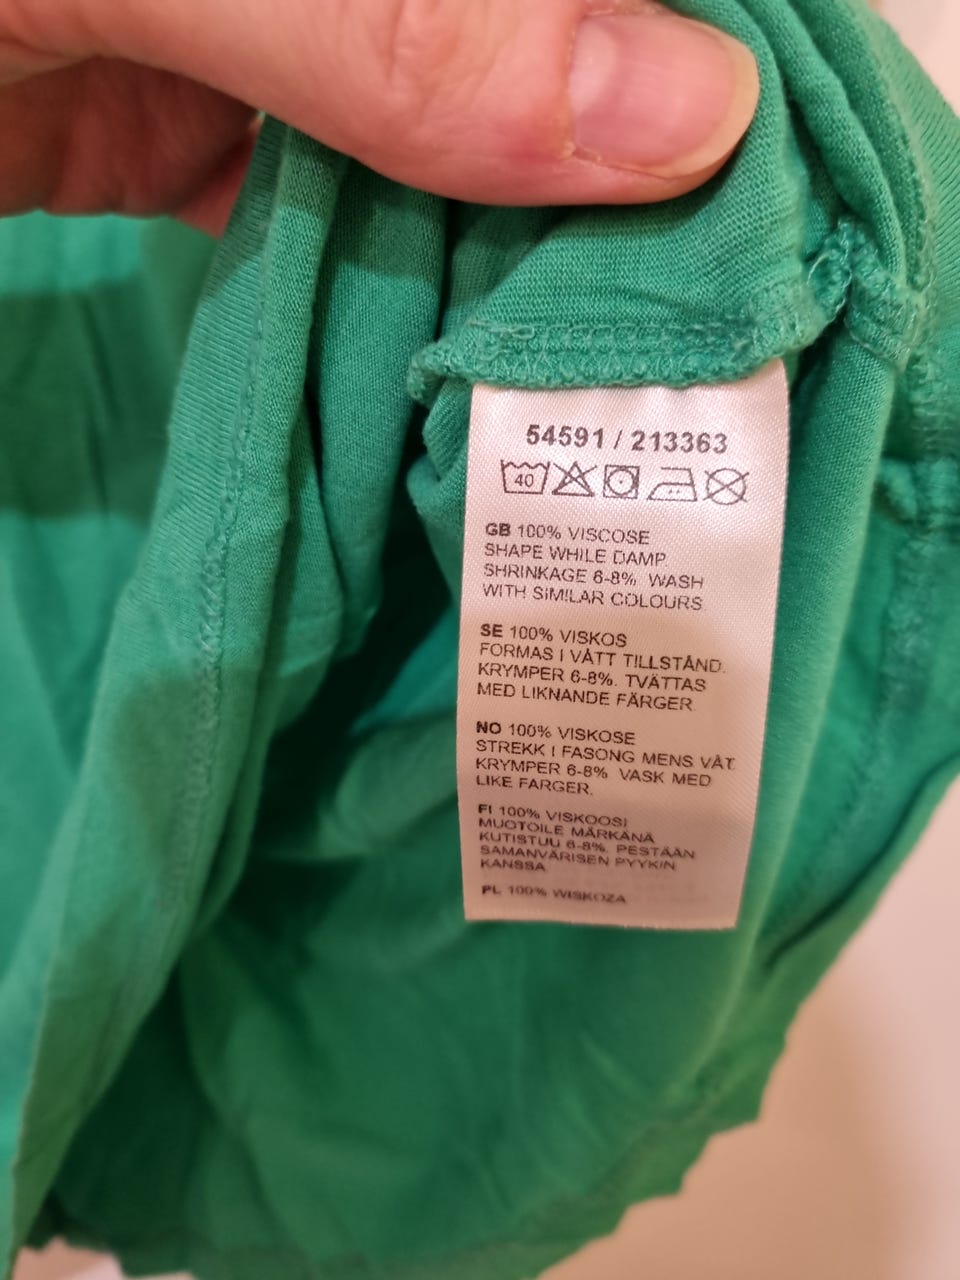 54591 / 213363
40
GB 100% VISCOSE
SHAPE WHILE DAMP.
SHRINKAGE 6-8%. WASH
WITH SIMILAR COLOURS.
SE 100% VISKOS
FORMAS I VÅTT TILLSTÅND.
KRYMPER 6-8%. TVÄTTAS
MED LIKNANDE FÄRGER.
NO 100% VISKOSE
STREKK I FASONG MENS VÅT.
KRYMPER 6-8%. VASK MED
LIKE FARGER.
FI 100% VISKOOSI
MUOTOILE MÄRKÄNÄ
KUTISTUU 6-8%. PESTÄÄN
SAMANVÄRISEN PYYKIN
KANSSA
PL 100% WISKOZA